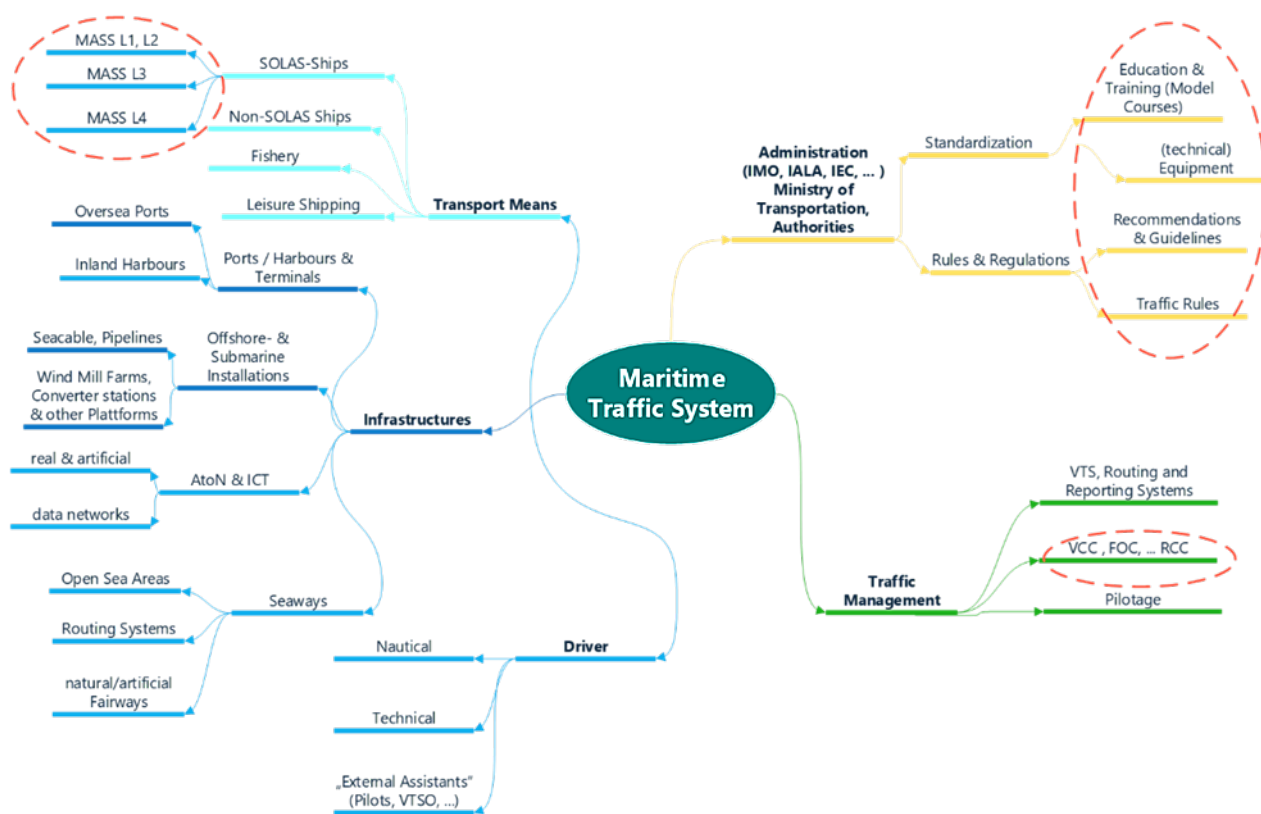 MASS L1, L2
MASS L3
MASS L4
SOLAS-Ships
Non-SOLAS Ships
Fishery
Leisure Shipping
Transport Means
Oversea Ports
Inland Harbours
Ports / Harbours &
Terminals
Seacable, Pipelines
Wind Mill Farms,
Converter stations
& other Plattforms
Offshore- &
Submarine
Installations
Infrastructures
real & artificial
data networks
AtoN & ICT
Open Sea Areas
Routing Systems
natural/artificial
Fairways
Seaways
Nautical
Technical
„External Assistants“
(Pilots, VTSO, ...)
Driver
Maritime
Traffic System
Administration
(IMO, IALA, IEC, ... )
Ministry of
Transportation,
Authorities
Standardization
Education &
Training (Model
Courses)
(technical)
Equipment
Rules & Regulations
Recommendations
& Guidelines
Traffic Rules
Traffic
Management
VTS, Routing and
Reporting Systems
VCC , FOC, ... RCC
Pilotage